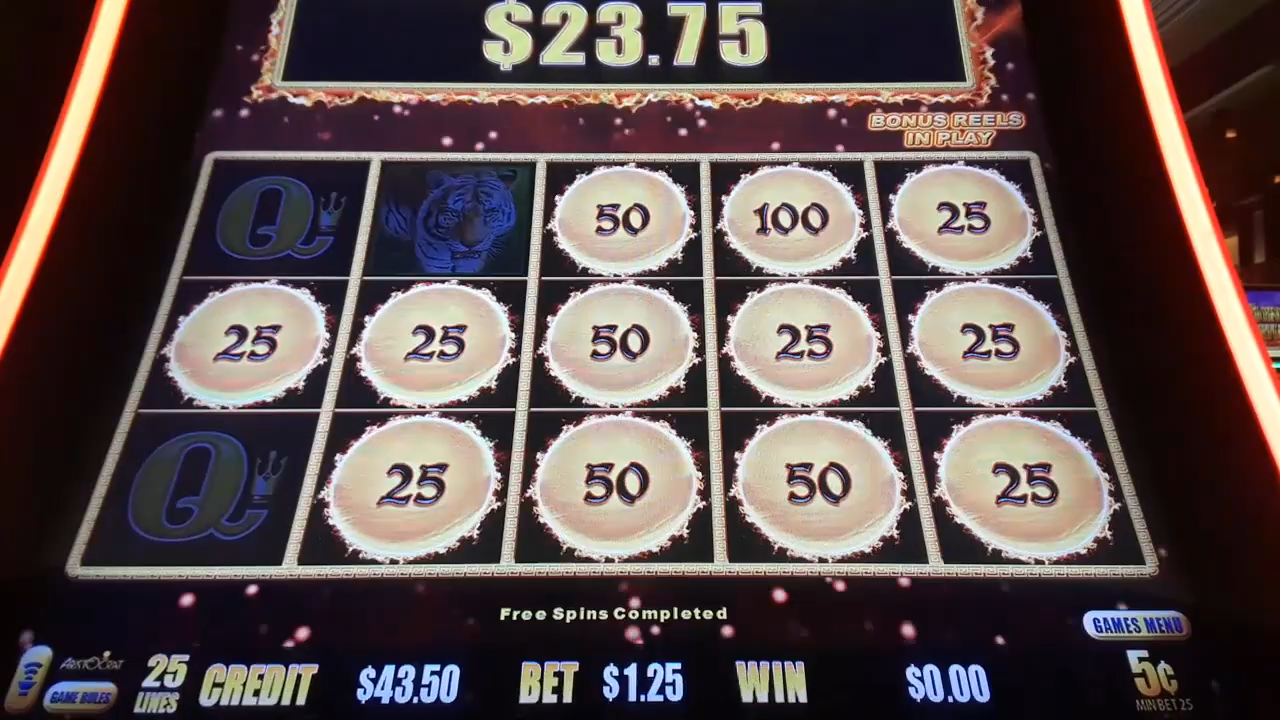 $23.75
BONUS REELS
IN PLAY
Q 50 100 25
25 25 50 25 25
Q 25 50 50 25
Free Spins Completed
GAMES MENU
ARISTOCRAT
GAME RULES
25
LINES
CREDIT $43.50 BET $1.25 WIN $0.00
5¢
MIN BET 25